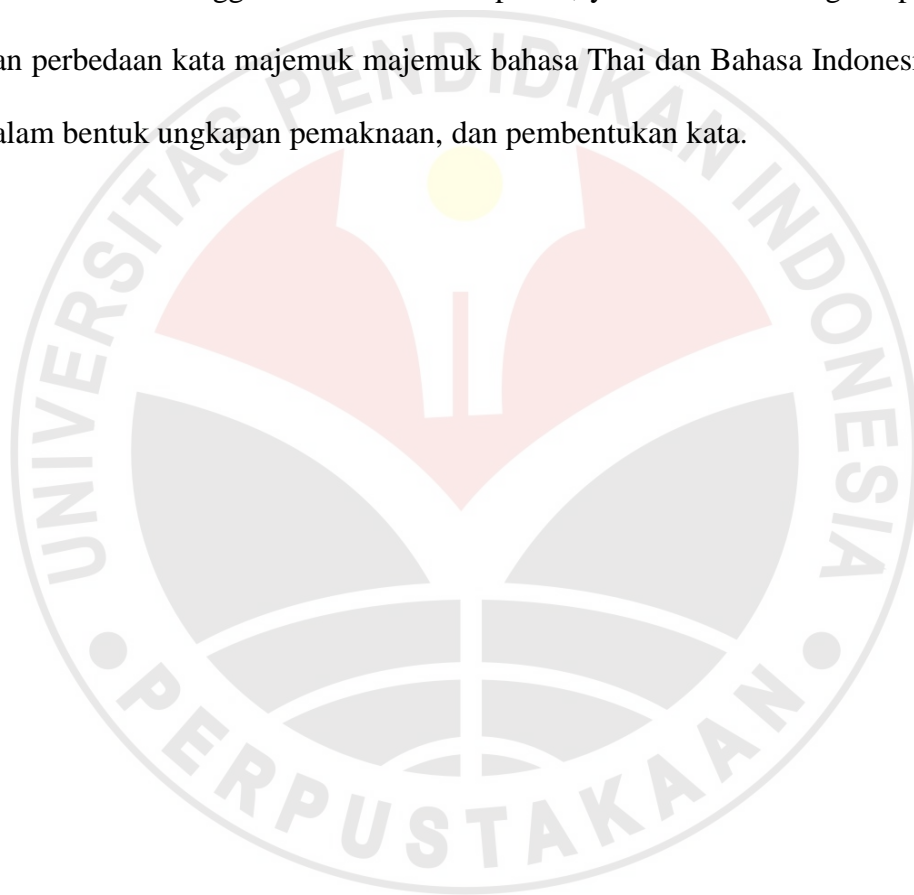 an perbedaan kata majemuk majemuk bahasa Thai dan Bahasa Indonesi
alam bentuk ungkapan pemaknaan, dan pembentukan kata.
UNIVERSITAS PENDIDIKAN INDONESIA
PERPUSTAKAAN